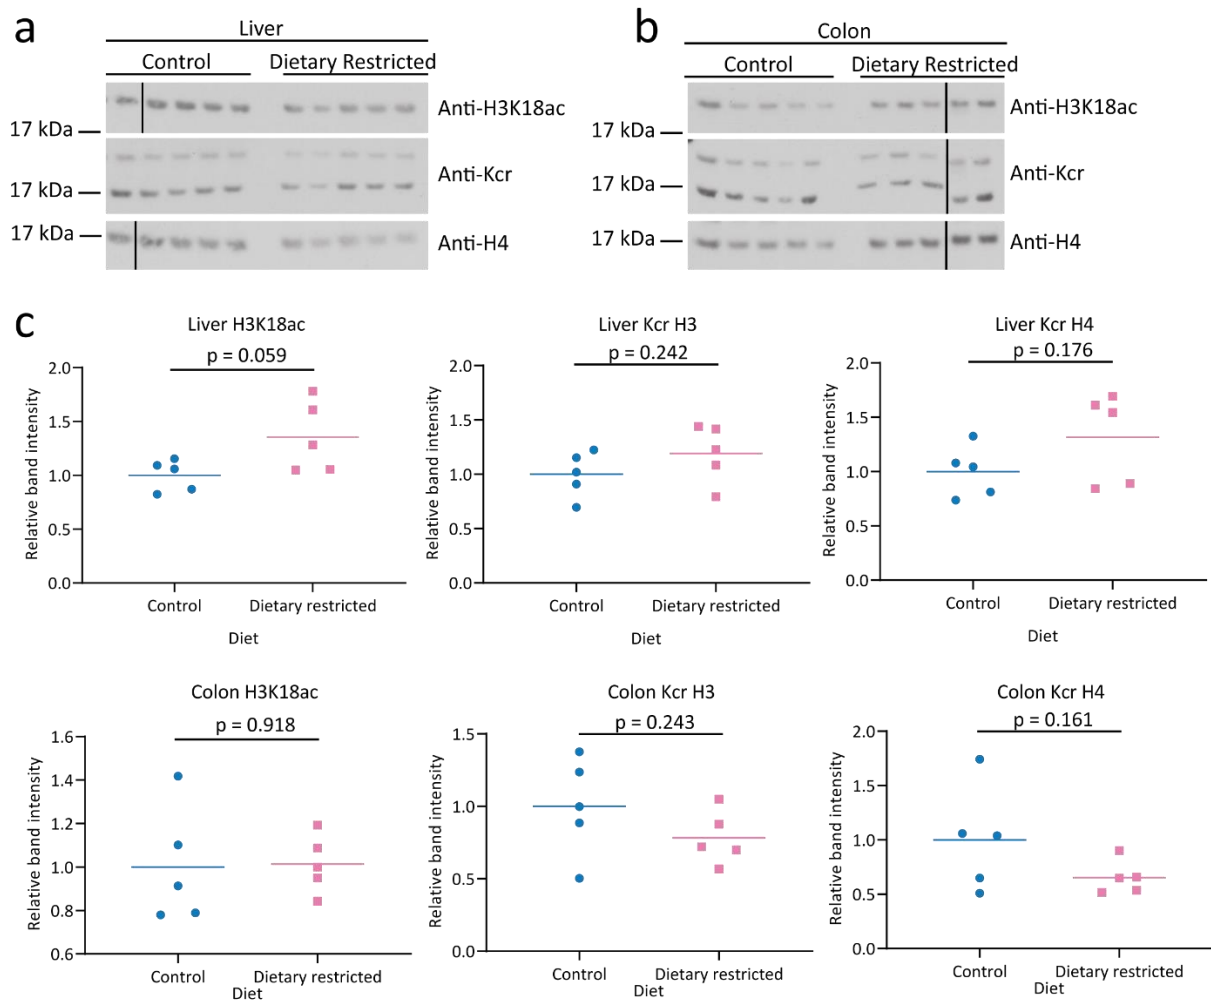 a
Liver
Control
Dietary Restricted
Anti-H3K18ac
17 kDa
Anti-Kcr
17 kDa
17 kDa
Anti-H4
b
Colon
Control
Dietary Restricted
Anti-H3K18ac
17 kDa
Anti-Kcr
17 kDa
17 kDa
Anti-H4
c
Liver H3K18ac
p = 0.059
Relative band intensity
2.0
1.5
1.0
0.5
0.0
Control
Dietary restricted
Diet
Liver Kcr H3
p = 0.242
Relative band intensity
2.0
1.5
1.0
0.5
0.0
Control
Dietary restricted
Diet
Liver Kcr H4
p = 0.176
Relative band intensity
2.0
1.5
1.0
0.5
0.0
Control
Dietary restricted
Diet
Colon H3K18ac
p = 0.918
Relative band intensity
1.6
1.4
1.2
1.0
0.8
0.6
Control
Dietary restricted
Diet
Colon Kcr H3
p = 0.243
Relative band intensity
1.5
1.0
0.5
0.0
Control
Dietary restricted
Diet
Colon Kcr H4
p = 0.161
Relative band intensity
2.0
1.5
1.0
0.5
0.0
Control
Dietary restricted
Diet